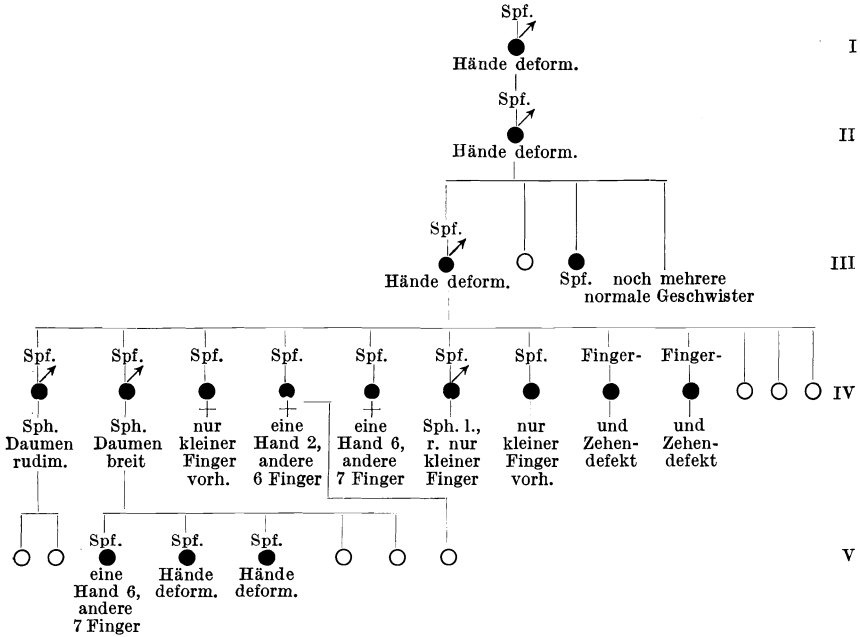 Spf.
I
Hände deform.
Spf.
II
Hände deform.
Spf.
III
Hände deform.
Spf. noch mehrere
normale Geschwister
Spf. Spf. Spf. Spf. Spf. Spf. Spf. Finger- Finger-
IV
Sph.
Daumen
rudim.
Sph.
Daumen
breit
nur
kleiner
Finger
vorh.
eine
Hand 2,
andere
6 Finger
eine
Hand 6,
andere
7 Finger
Sph. l.,
r. nur
kleiner
Finger
nur
kleiner
Finger
vorh.
und
Zehen-
defekt
und
Zehen-
defekt
Spf. Spf. Spf.
V
eine
Hand 6,
andere
7 Finger
Hände
deform.
Hände
deform.